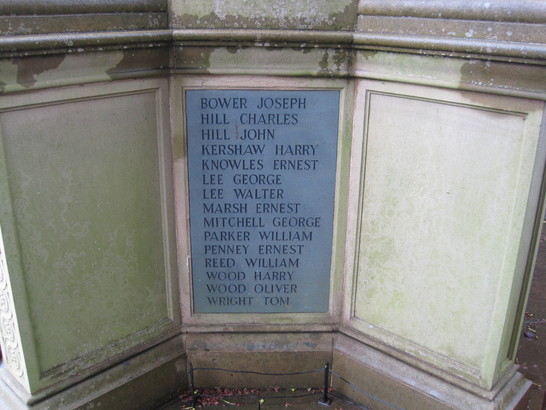 BOWER JOSEPH
HILL CHARLES
HILL JOHN
KERSHAW HARRY
KNOWLES ERNEST
LEE GEORGE
LEE WALTER
MARSH ERNEST
MITCHELL GEORGE
PARKER WILLIAM
PENNEY ERNEST
REED WILLIAM
WOOD HARRY
WOOD OLIVER
WRIGHT TOM